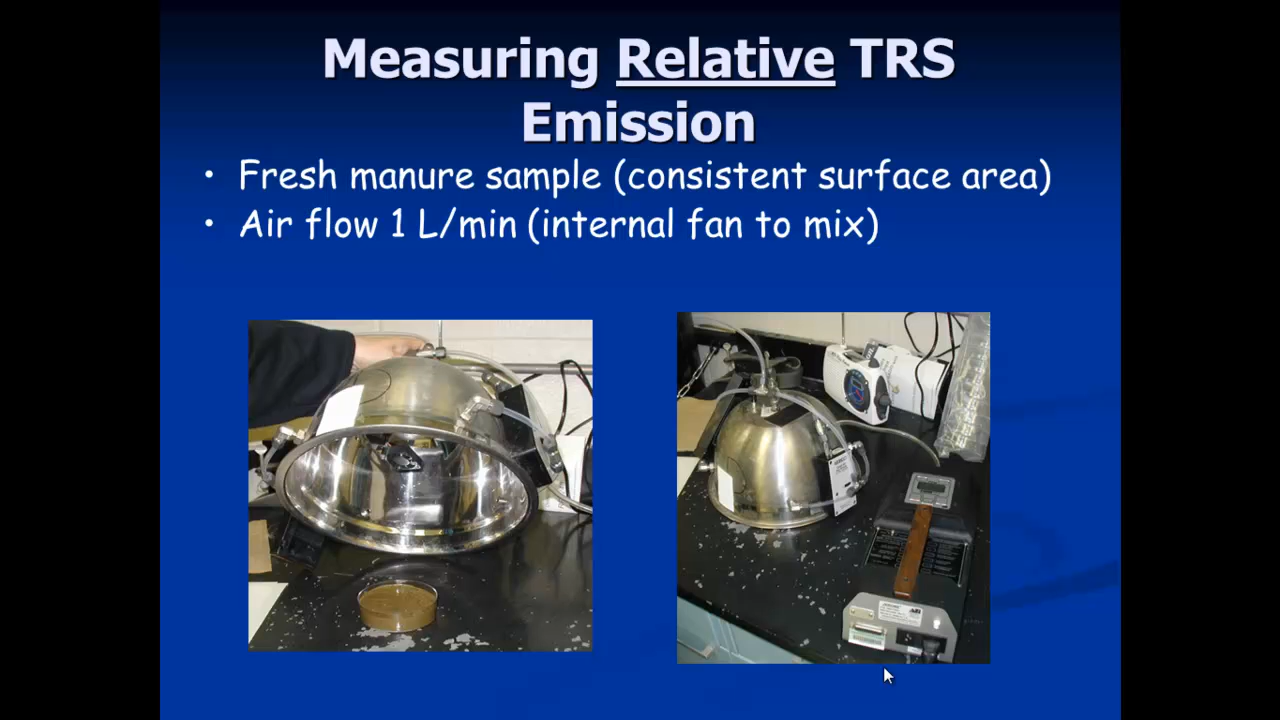 Measuring Relative TRS
Emission
• Fresh manure sample (consistent surface area)
• Air flow 1 L/min (internal fan to mix)